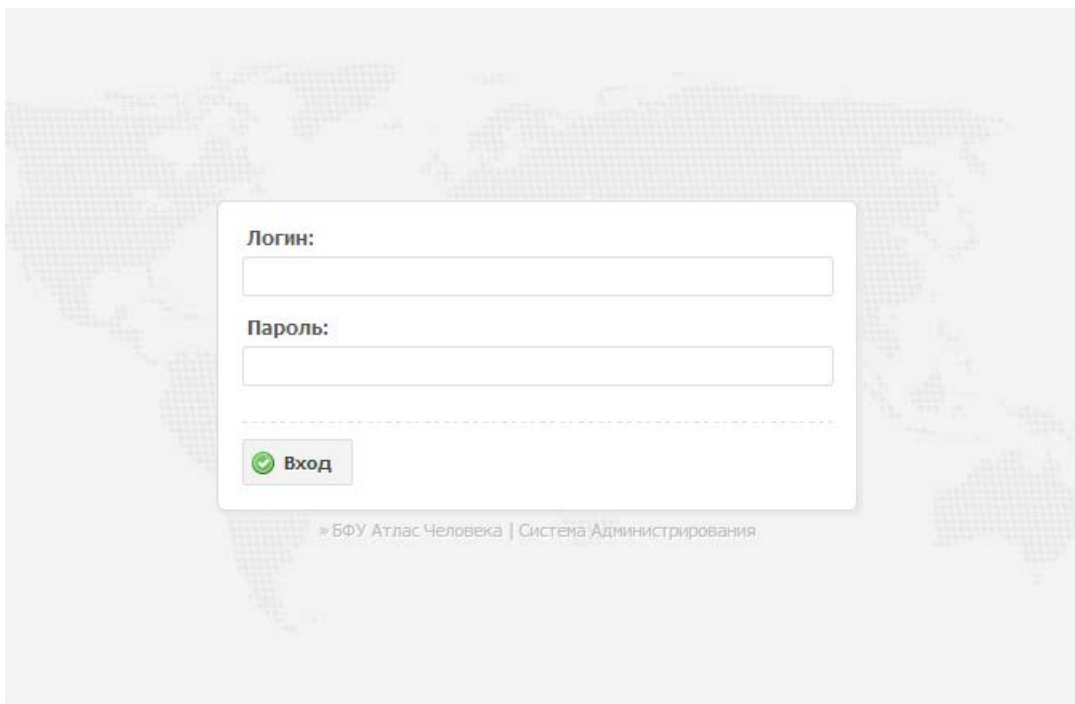 Логин:
Пароль:
Вход
» БФУ Атлас Человека | Система Администрирования